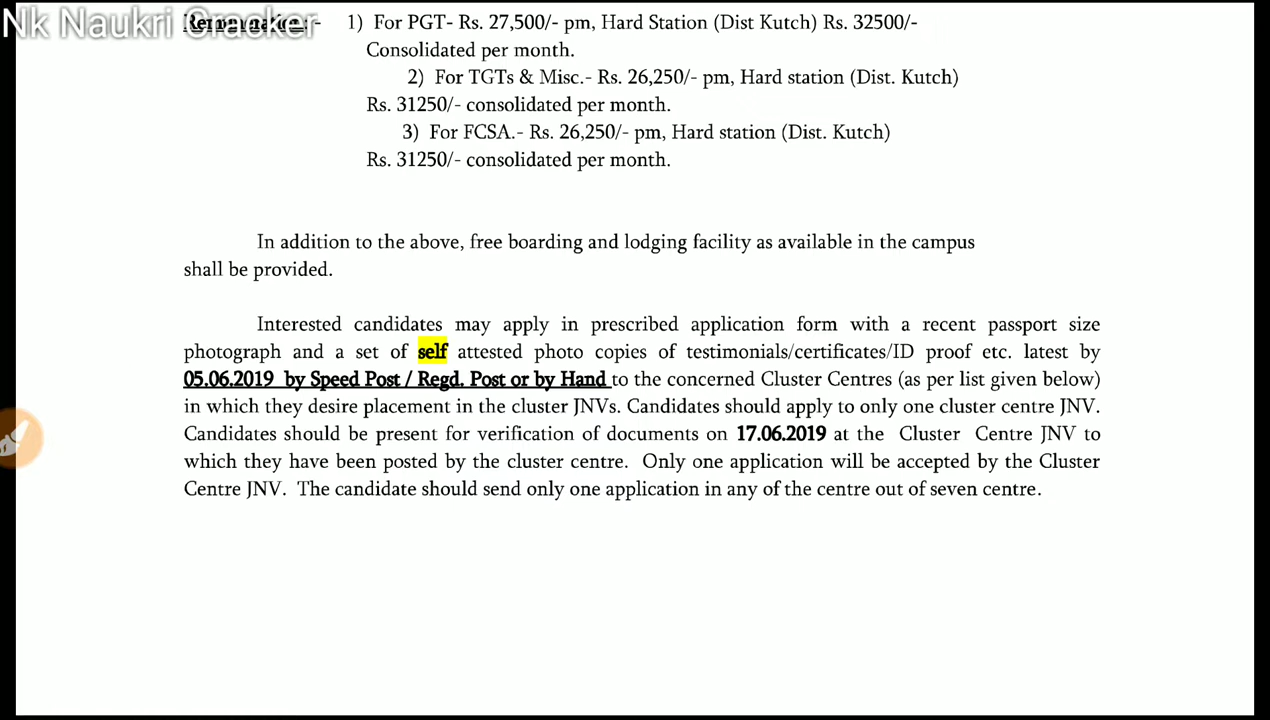 Nk Naukri Cracker
Remuneration:- 1) For PGT- Rs. 27,500/- pm, Hard Station (Dist Kutch) Rs. 32500/-
Consolidated per month.
2) For TGTs & Misc.- Rs. 26,250/- pm, Hard station (Dist. Kutch)
Rs. 31250/- consolidated per month.
3) For FCSA.- Rs. 26,250/- pm, Hard station (Dist. Kutch)
Rs. 31250/- consolidated per month.
In addition to the above, free boarding and lodging facility as available in the campus
shall be provided.
Interested candidates may apply in prescribed application form with a recent passport size
photograph and a set of self attested photo copies of testimonials/certificates/ID proof etc. latest by
05.06.2019 by Speed Post / Regd. Post or by Hand to the concerned Cluster Centres (as per list given below)
in which they desire placement in the cluster JNVs. Candidates should apply to only one cluster centre JNV.
Candidates should be present for verification of documents on 17.06.2019 at the Cluster Centre JNV to
which they have been posted by the cluster centre. Only one application will be accepted by the Cluster
Centre JNV. The candidate should send only one application in any of the centre out of seven centre.